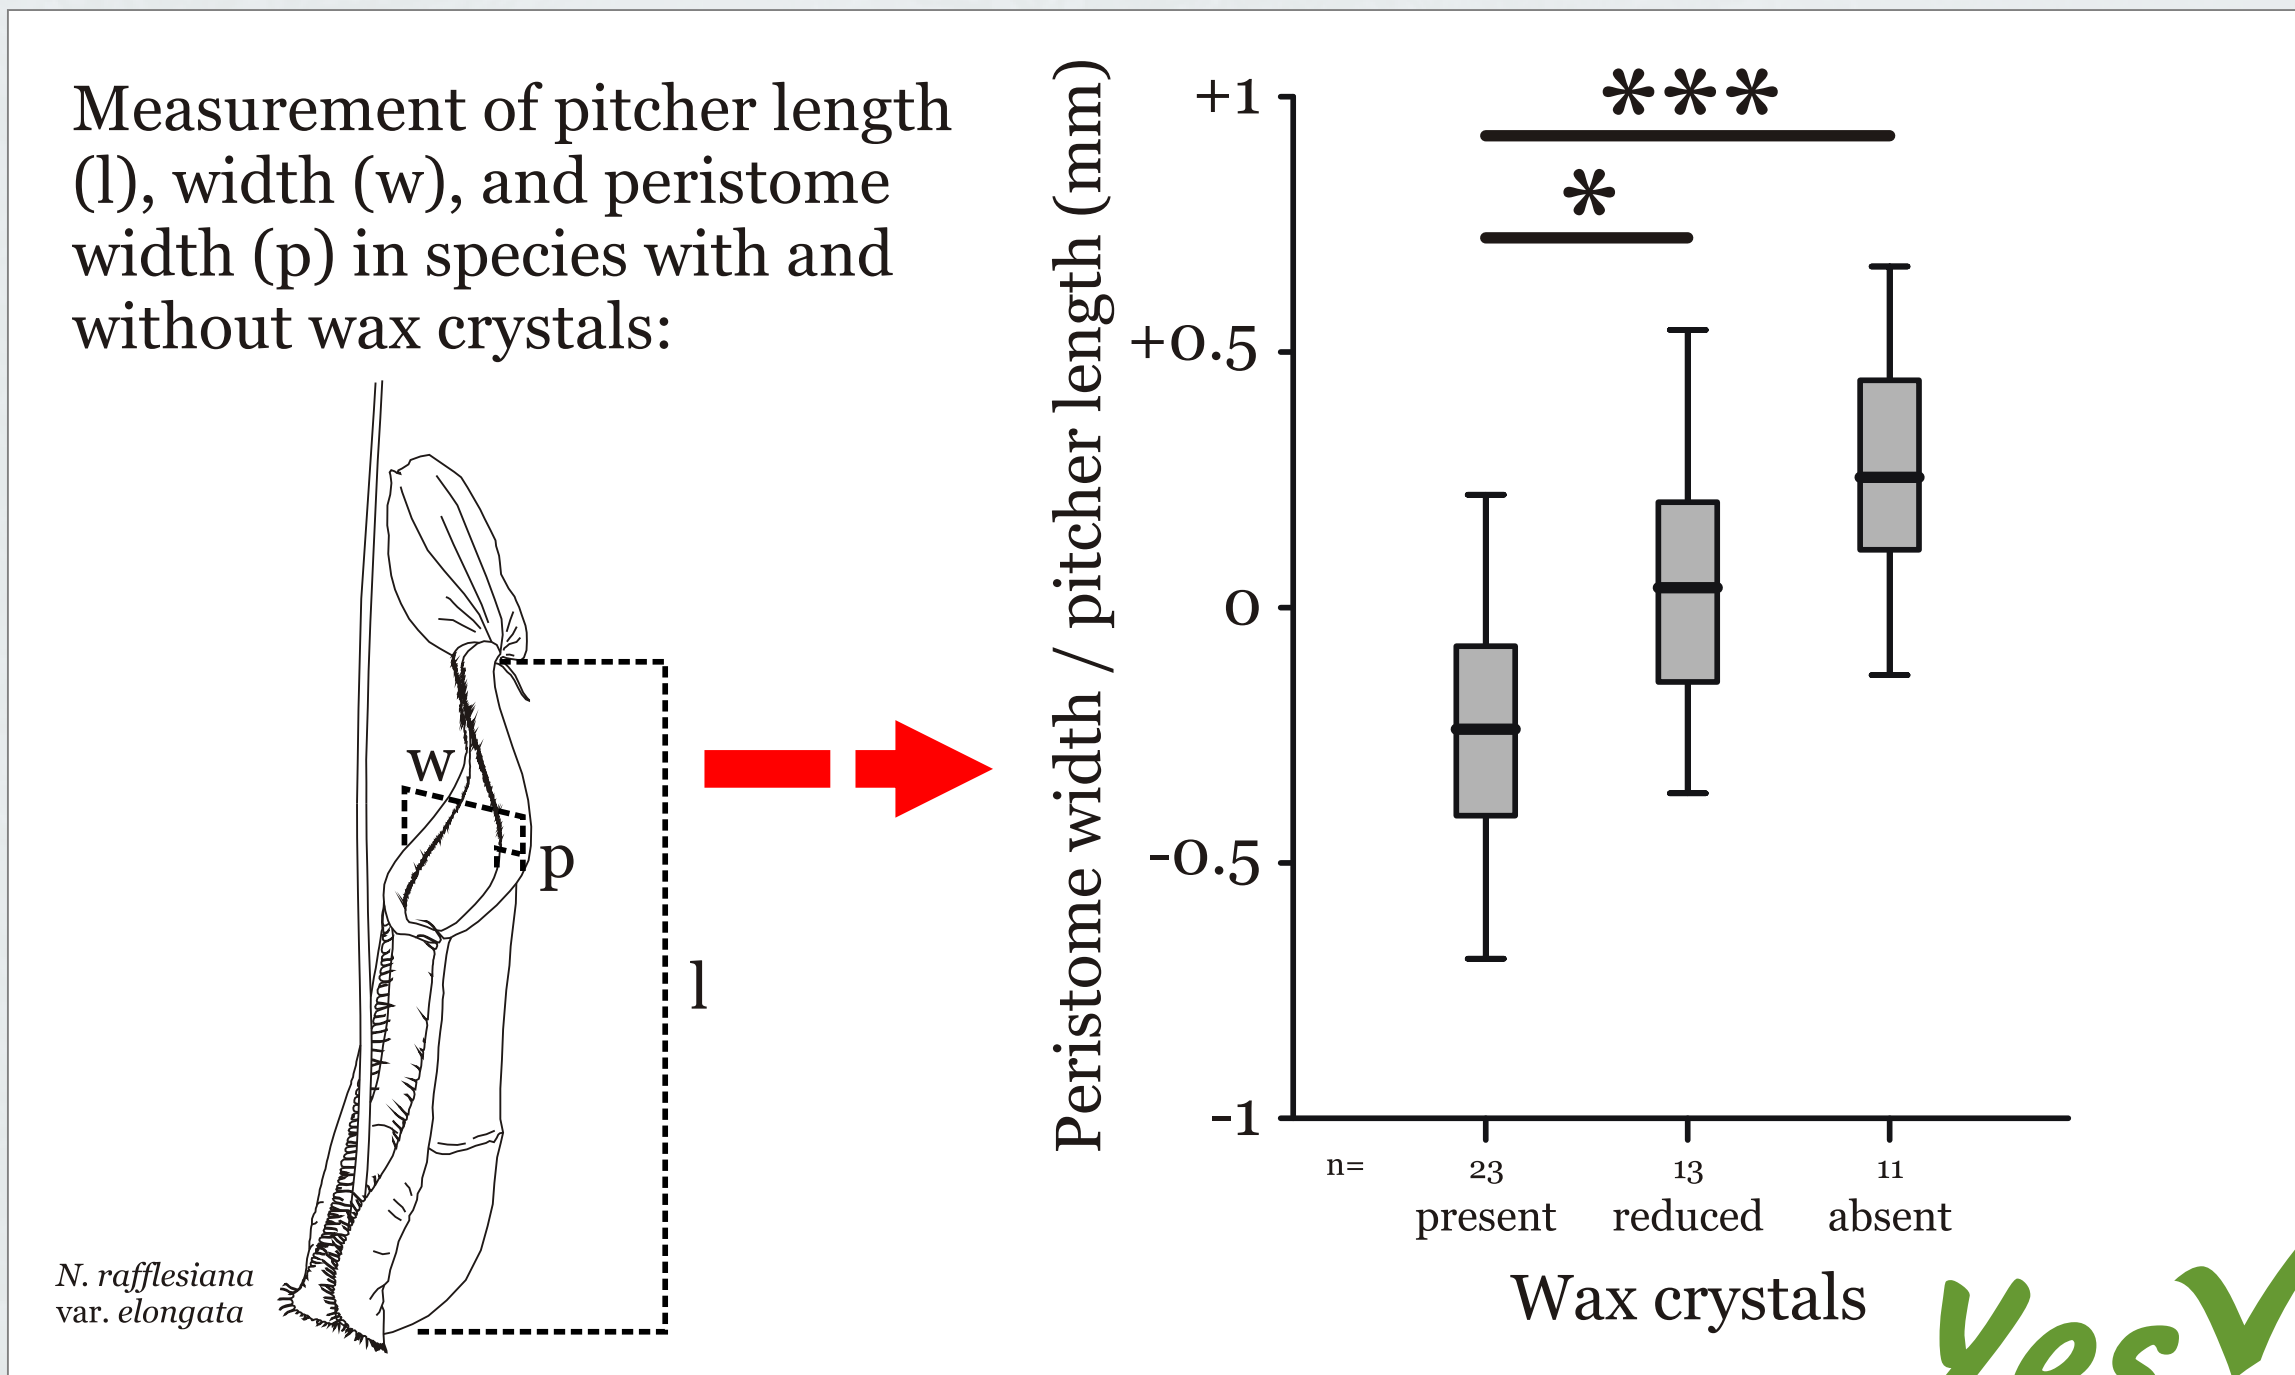 Measurement of pitcher length
(l), width (w), and peristome
width (p) in species with and
without wax crystals:
w
p
l
N. rafflesiana
var. elongata
Peristome width / pitcher length (mm)
+1
+0.5
0
-0.5
-1
***
*
n= 23 13 11
present reduced absent
Wax crystals
Yes